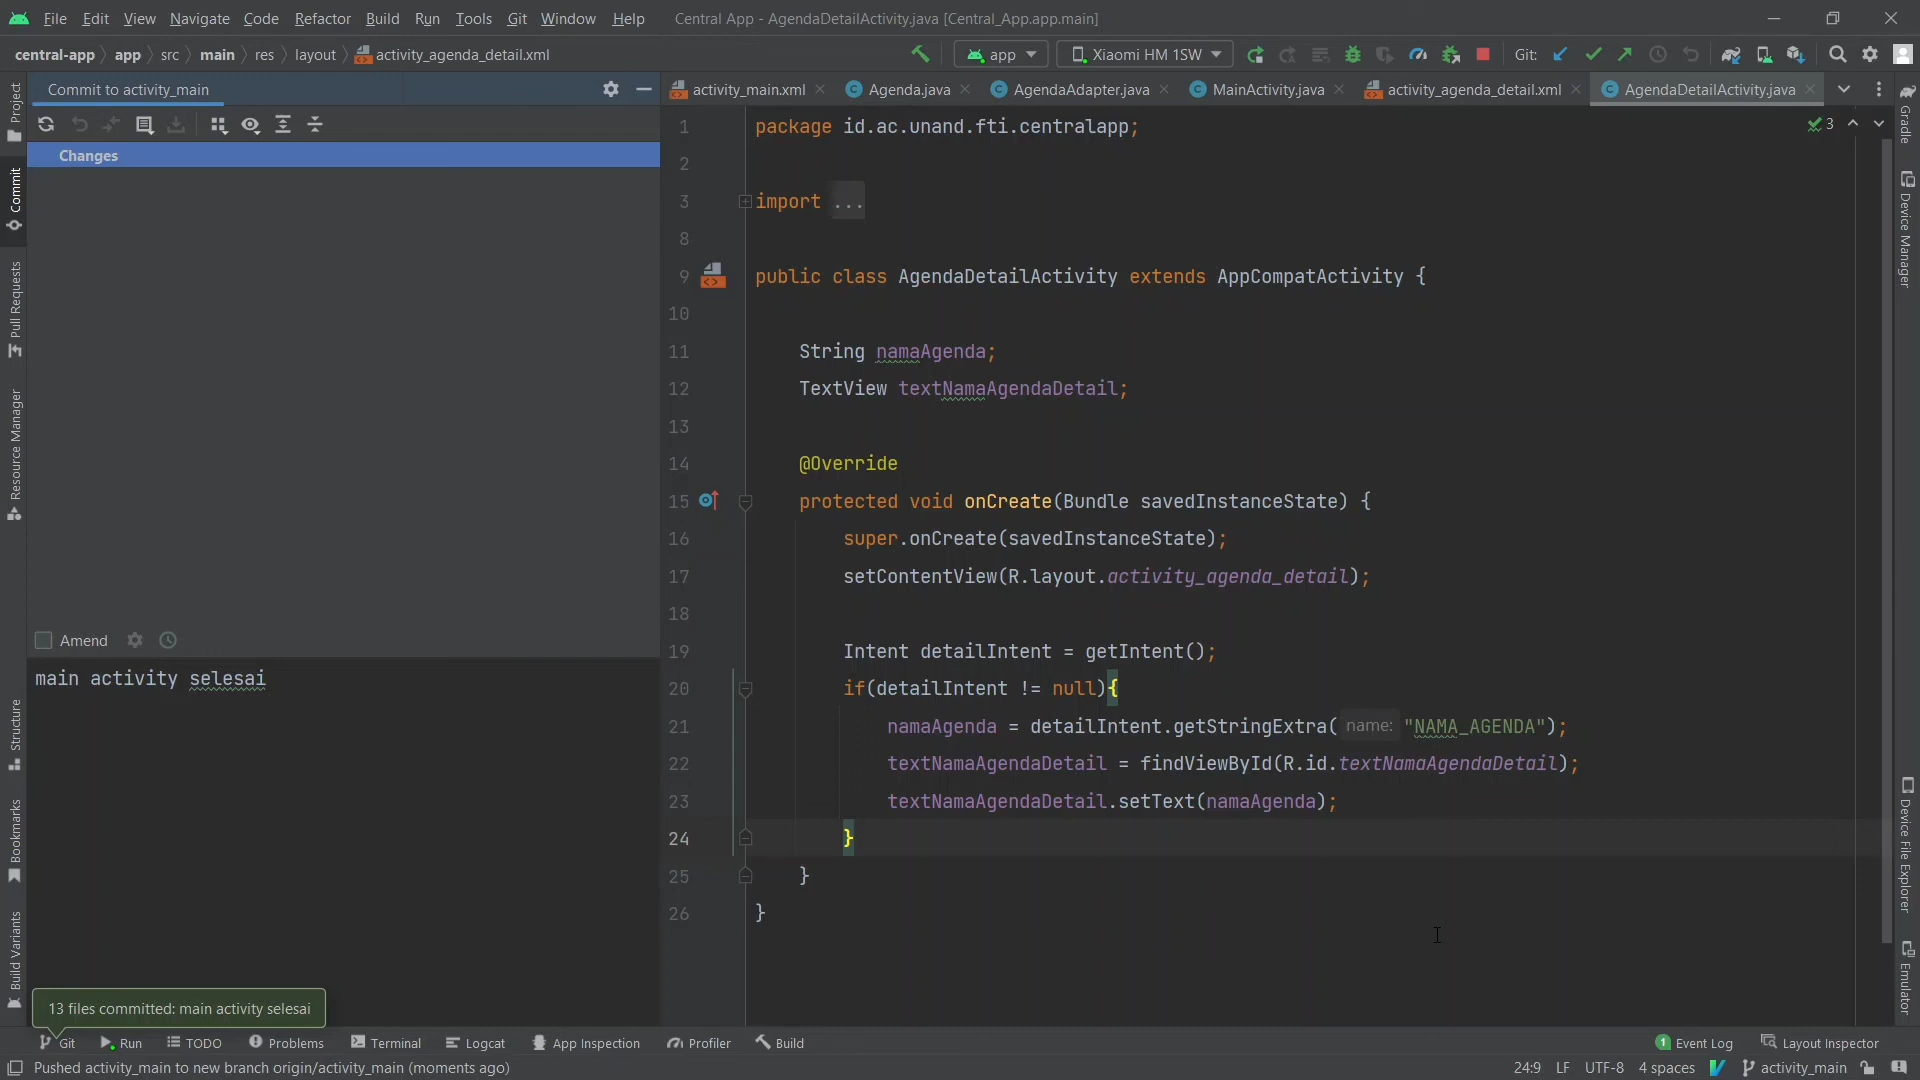 File Edit View Navigate Code Refactor Build Run Tools Git Window Help Central App - AgendaDetailActivity.java [Central_App.app.main]
central-app app src main res layout activity_agenda_detail.xml app Xiaomi HM 1SW Git:
Commit to activity_main
activity_main.xml Agenda.java AgendaAdapter.java MainActivity.java activity_agenda_detail.xml AgendaDetailActivity.java
Changes
Amend
main activity selesai
13 files committed: main activity selesai
Project
Commit
Pull Requests
Resource Manager
Structure
Bookmarks
Build Variants
3
1 package id.ac.unand.fti.centralapp;
2
3 import ...
8
9 public class AgendaDetailActivity extends AppCompatActivity {
10
11 String namaAgenda;
12 TextView textNamaAgendaDetail;
13
14 @Override
15 protected void onCreate(Bundle savedInstanceState) {
16 super.onCreate(savedInstanceState);
17 setContentView(R.layout.activity_agenda_detail);
18
19 Intent detailIntent = getIntent();
20 if(detailIntent != null){
21 namaAgenda = detailIntent.getStringExtra( name: "NAMA_AGENDA");
22 textNamaAgendaDetail = findViewById(R.id.textNamaAgendaDetail);
23 textNamaAgendaDetail.setText(namaAgenda);
24 }
25 }
26 }
Gradle
Device Manager
Device File Explorer
Emulator
Git Run TODO Problems Terminal Logcat App Inspection Profiler Build 1 Event Log Layout Inspector
Pushed activity_main to new branch origin/activity_main (moments ago) 24:9 LF UTF-8 4 spaces activity_main